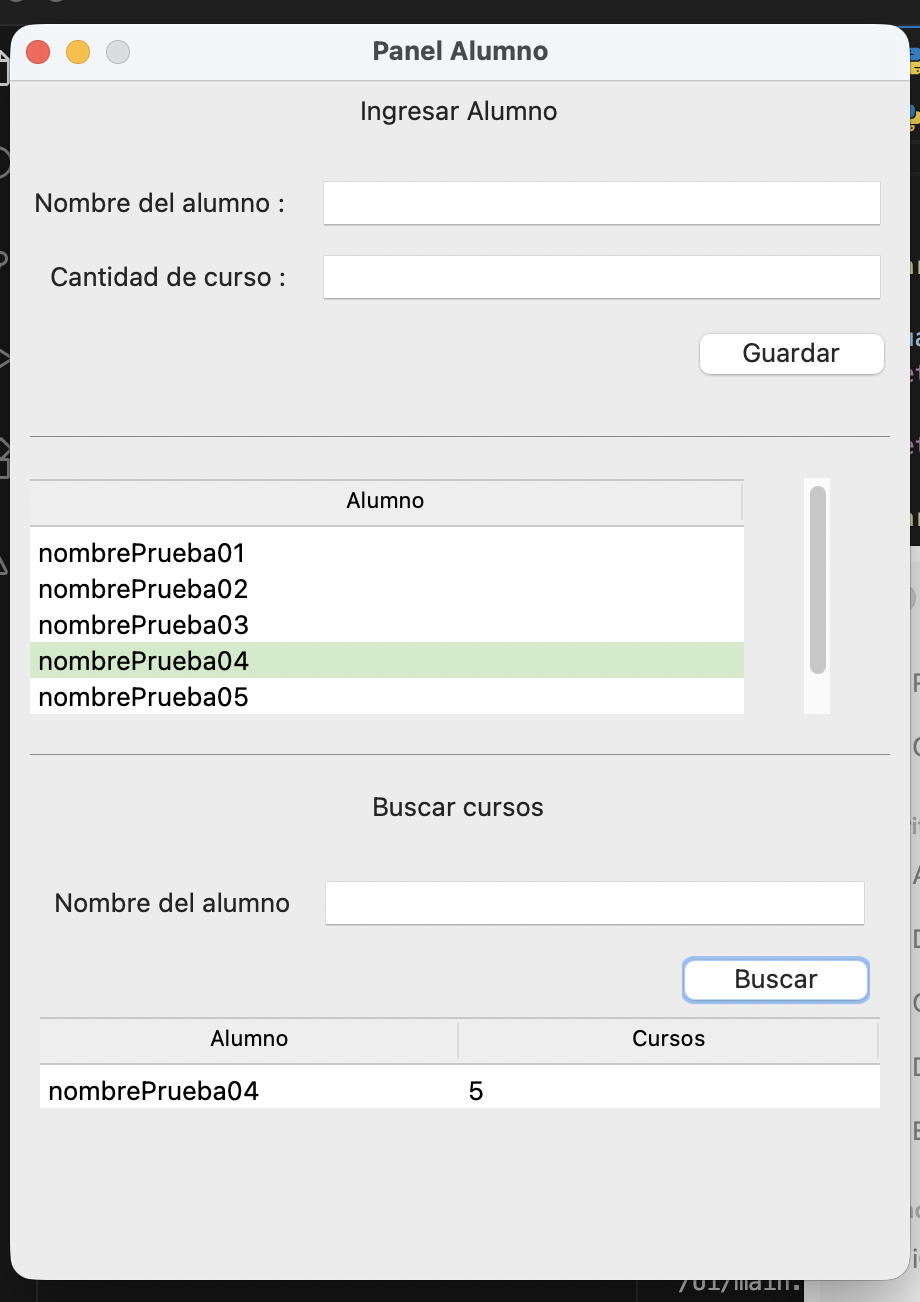 Panel Alumno
Ingresar Alumno
Nombre del alumno :
Cantidad de curso :
Guardar
Alumno
nombrePrueba01
nombrePrueba02
nombrePrueba03
nombrePrueba04
nombrePrueba05
Buscar cursos
Nombre del alumno
Buscar
Alumno Cursos
nombrePrueba04 5